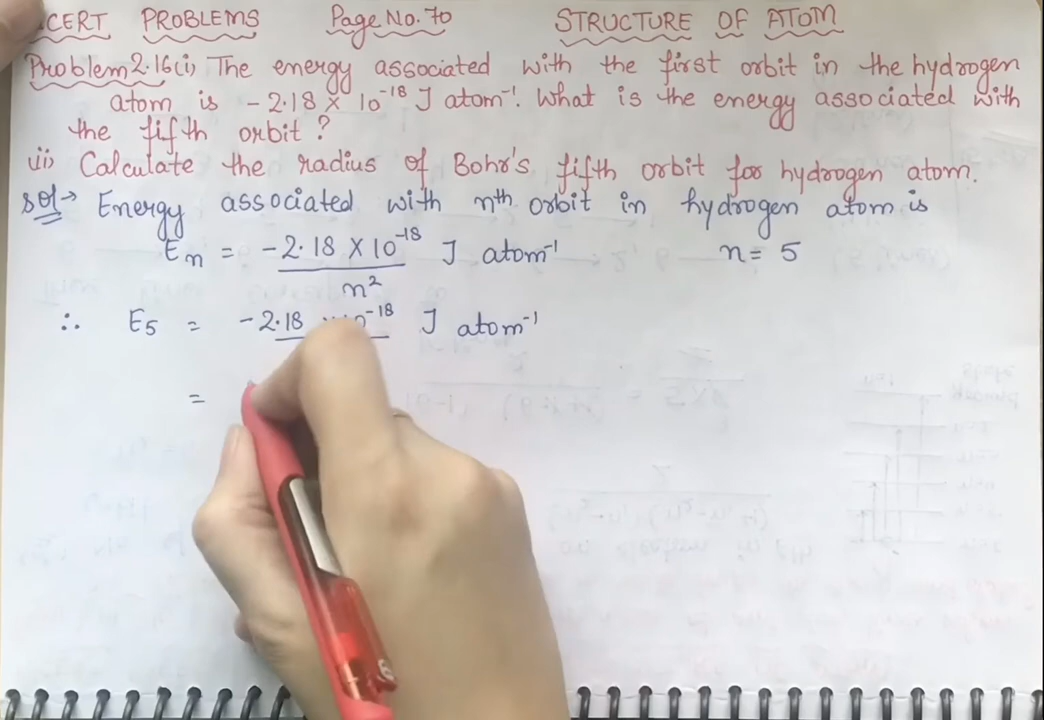 CERT PROBLEMS Page No. 70 STRUCTURE OF ATOM
Problem 2.16(i) The energy associated with the first orbit in the hydrogen
atom is -2.18 × 10⁻¹⁸ J atom⁻¹. What is the energy associated with
the fifth orbit?
(ii) Calculate the radius of Bohr's fifth orbit for hydrogen atom.
Sol→ Energy associated with nth orbit in hydrogen atom is
Eₙ = -2.18 × 10⁻¹⁸ J atom⁻¹ n = 5
n²
∴ E₅ = -2.18 10⁻¹⁸ J atom⁻¹
=